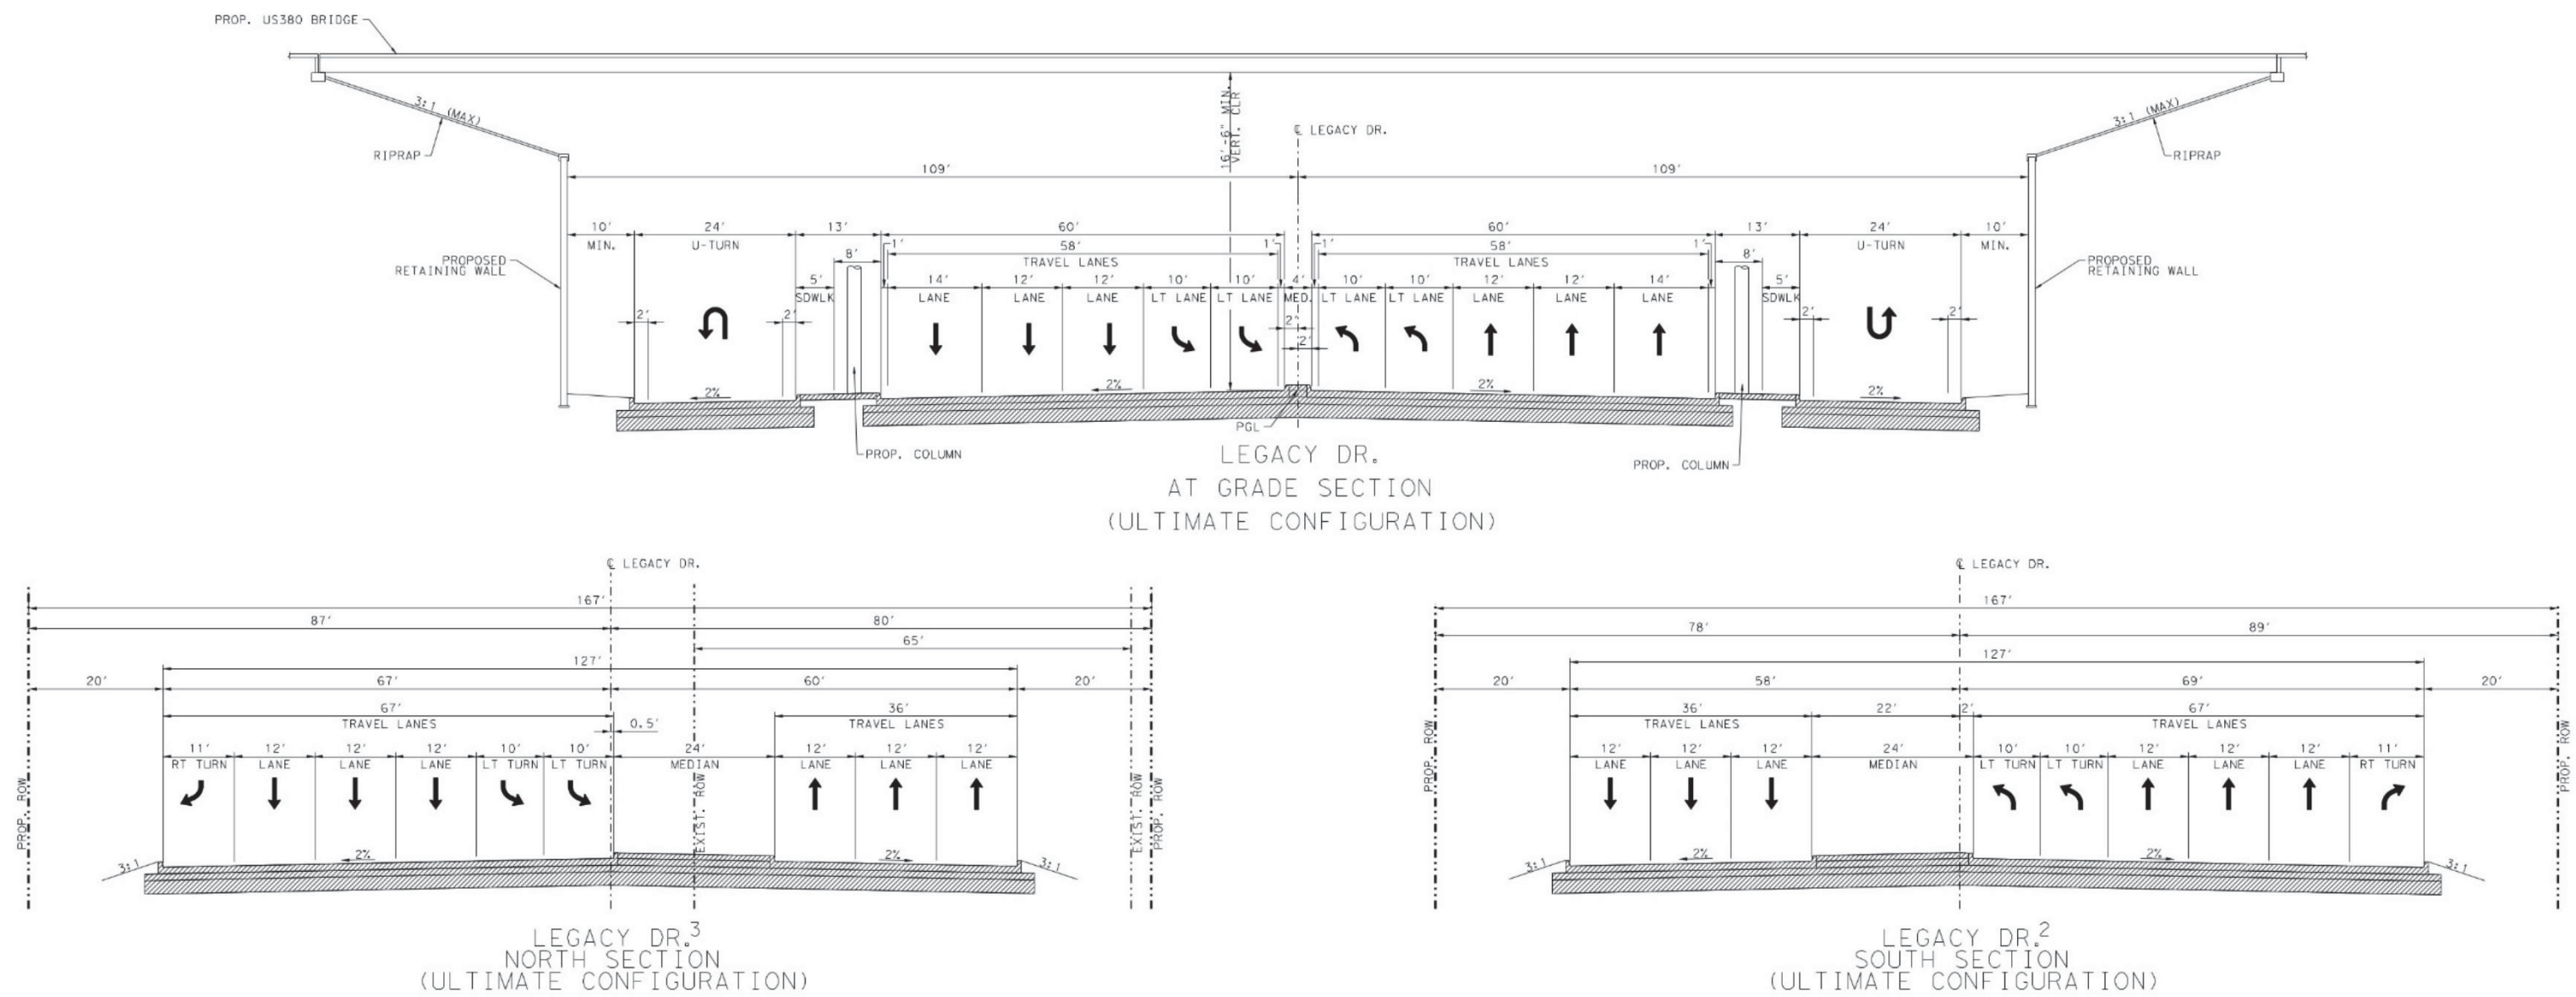 PROP. US380 BRIDGE
3:1 (MAX)
3:1 (MAX)
16'-6" MIN.
VERT. CLR
℄ LEGACY DR.
RIPRAP
RIPRAP
109' 109'
10' 24' 13' 60' 60' 13' 24' 10'
MIN. U-TURN U-TURN MIN.
1' 58' 1' 1' 58' 1'
8' TRAVEL LANES TRAVEL LANES 8'
PROPOSED
RETAINING WALL
PROPOSED
RETAINING WALL
5' 14' 12' 12' 10' 10' 4' 10' 10' 12' 12' 14' 5'
SDWLK LANE LANE LANE LT LANE LT LANE MED. LT LANE LT LANE LANE LANE LANE SDWLK
2' 2' 2' 2' 2' 2'
2% 2% 2% 2%
PGL
PROP. COLUMN
PROP. COLUMN
LEGACY DR.
AT GRADE SECTION
(ULTIMATE CONFIGURATION)
℄ LEGACY DR.
167'
87' 80'
65'
127'
20' 67' 60' 20'
67' 36'
TRAVEL LANES 0.5' TRAVEL LANES
11' 12' 12' 12' 10' 10' 24' 12' 12' 12'
RT TURN LANE LANE LANE LT TURN LT TURN MEDIAN LANE LANE LANE
PROP. ROW
EXIST. ROW
EXIST. ROW
PROP. ROW
3:1 2% 2% 3:1
LEGACY DR.3
NORTH SECTION
(ULTIMATE CONFIGURATION)
℄ LEGACY DR.
167'
78' 89'
127'
20' 58' 69' 20'
36' 22' 2' 67'
TRAVEL LANES TRAVEL LANES
12' 12' 12' 24' 10' 10' 12' 12' 12' 11'
LANE LANE LANE MEDIAN LT TURN LT TURN LANE LANE LANE RT TURN
PROP. ROW
PROP. ROW
3:1 2% 2% 3:1
LEGACY DR.2
SOUTH SECTION
(ULTIMATE CONFIGURATION)